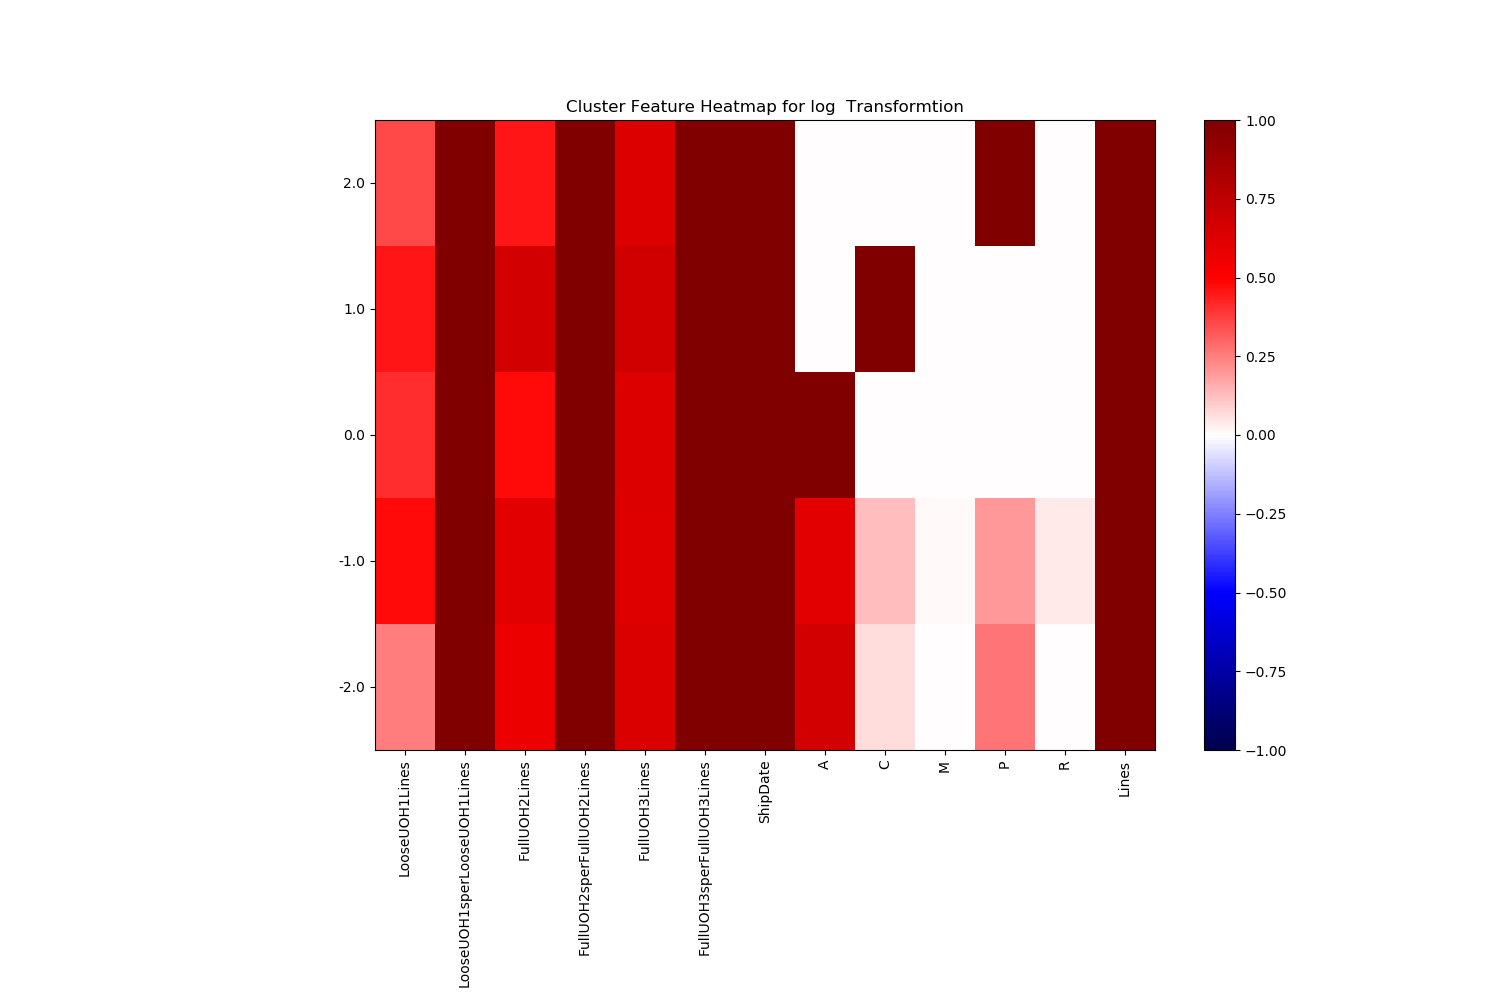 Cluster Feature Heatmap for log  Transformtion
2.0
1.0
0.0
-1.0
-2.0
LooseUOH1Lines
LooseUOH1sperLooseUOH1Lines
FullUOH2Lines
FullUOH2sperFullUOH2Lines
FullUOH3Lines
FullUOH3sperFullUOH3Lines
ShipDate
A
C
M
P
R
Lines
1.00
0.75
0.50
0.25
0.00
−0.25
−0.50
−0.75
−1.00